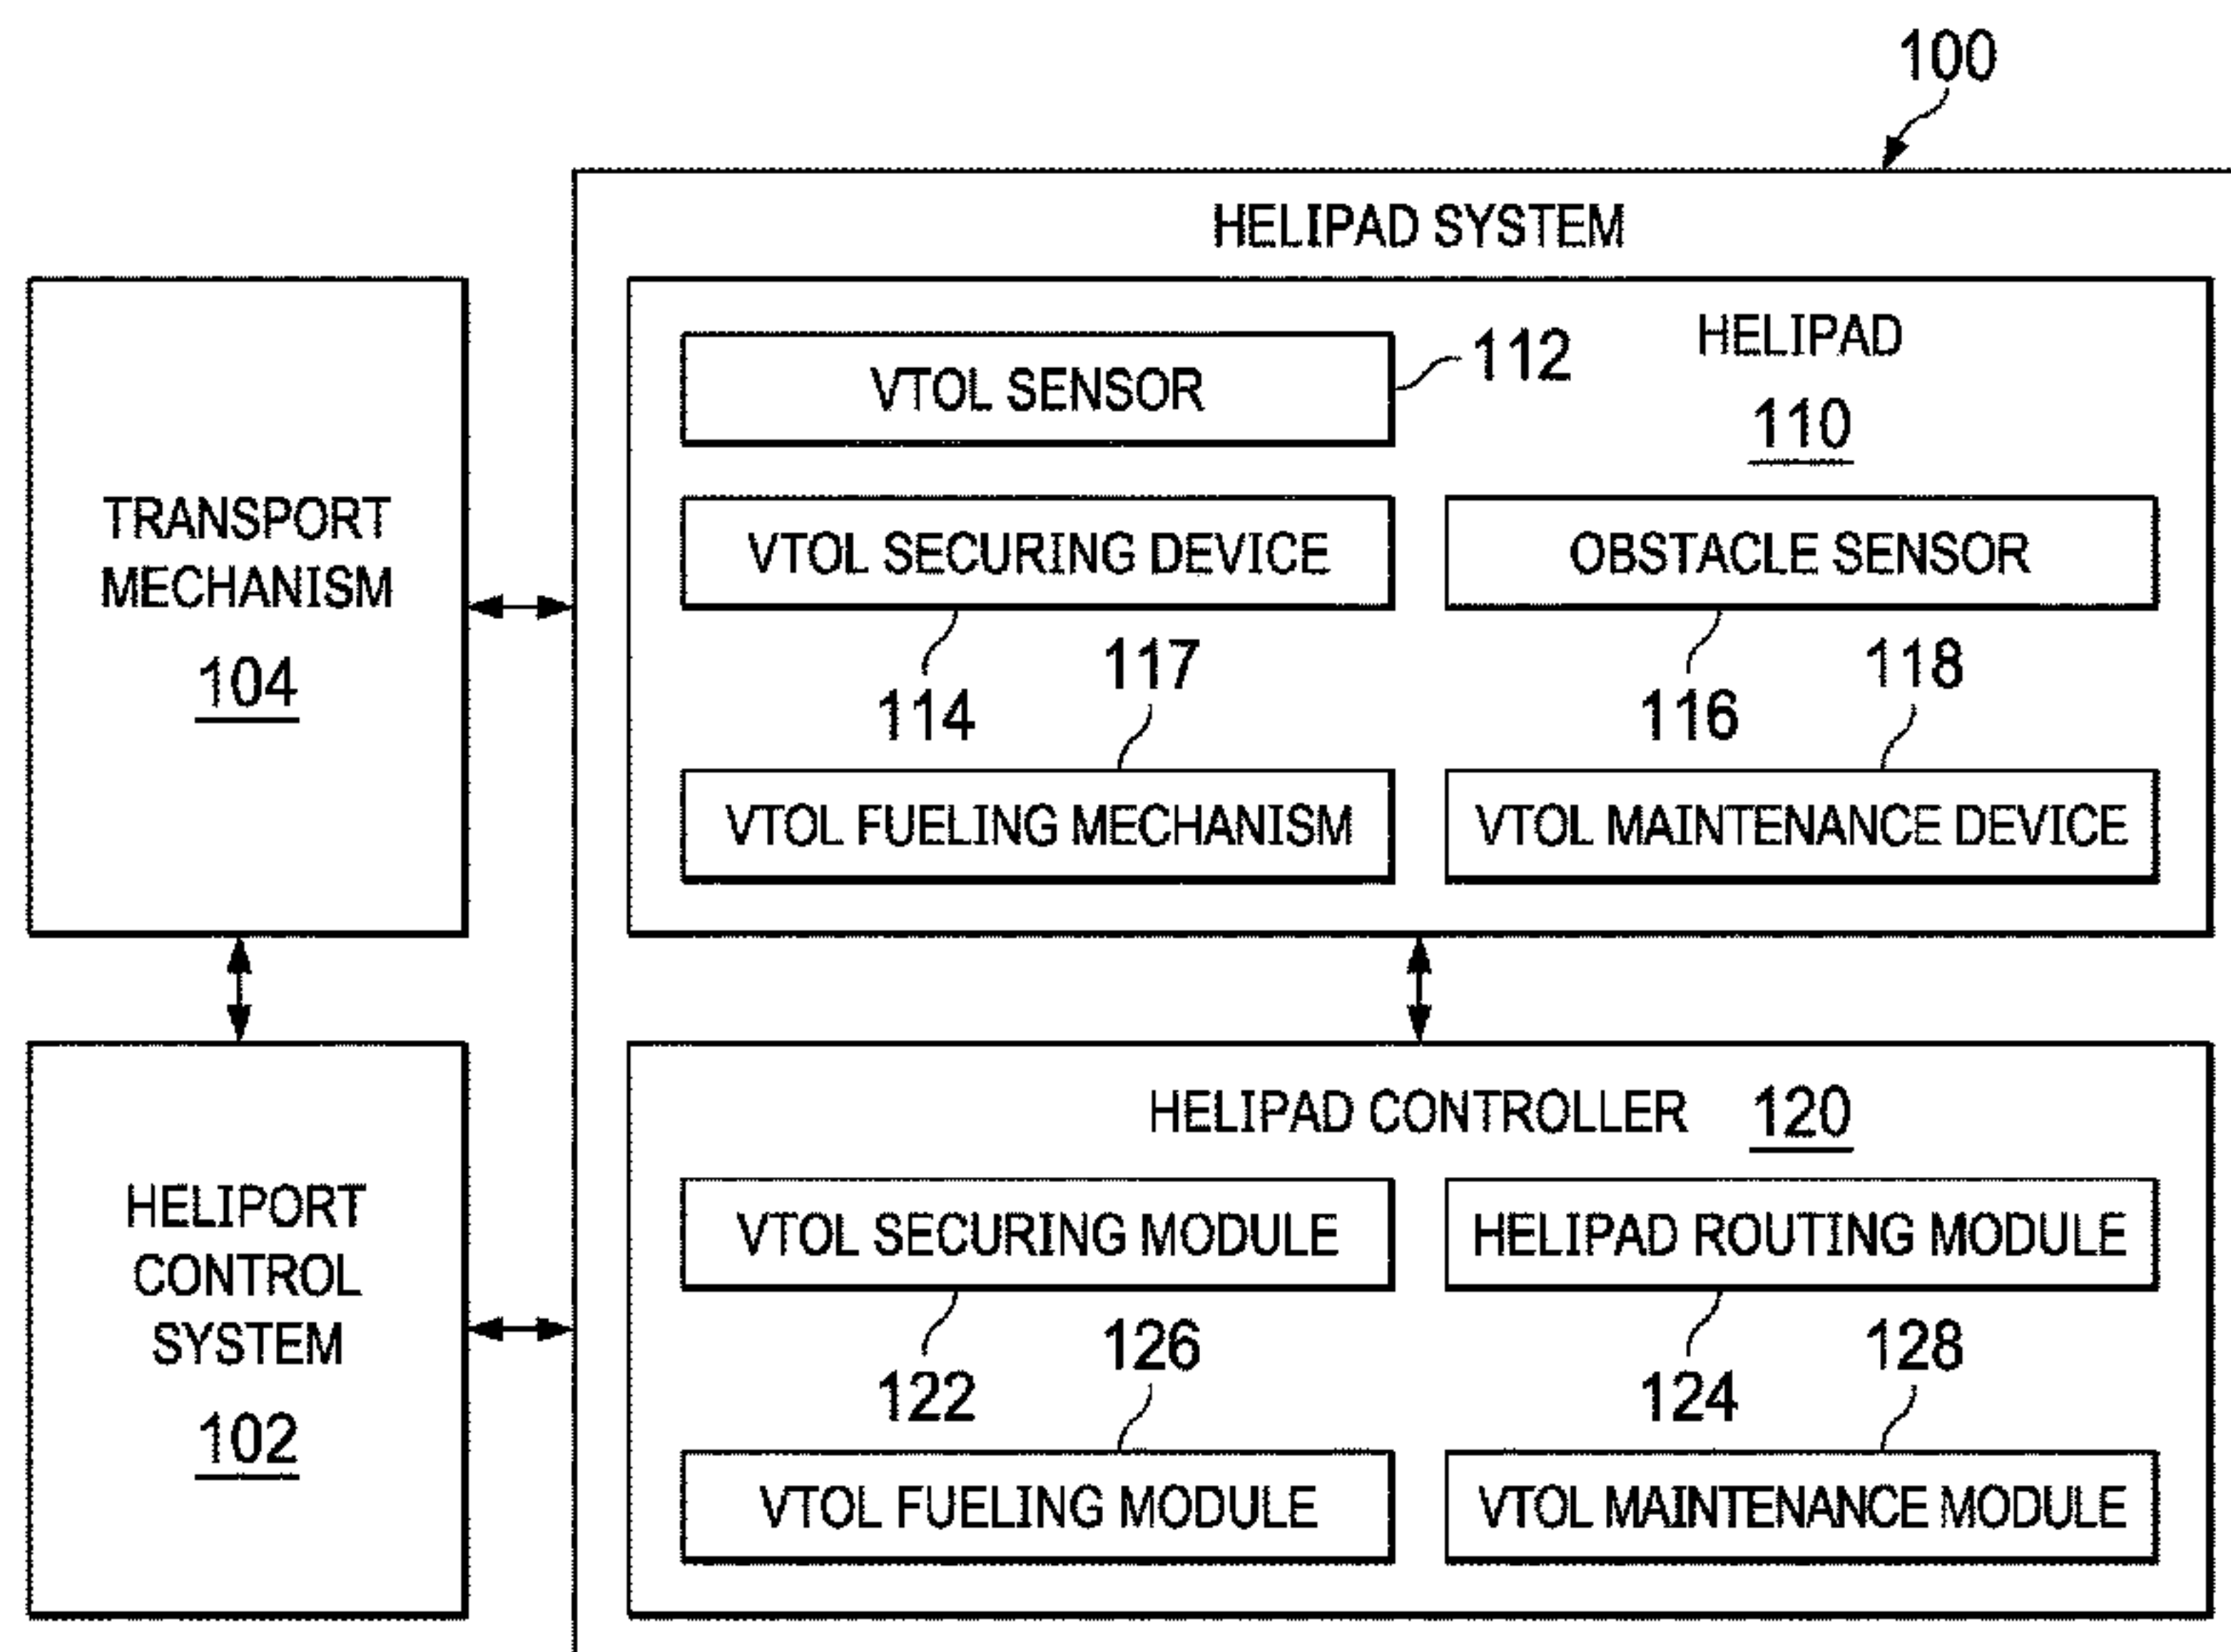 100
HELIPAD SYSTEM
HELIPAD
110
VTOL SENSOR
112
VTOL SECURING DEVICE
114
OBSTACLE SENSOR
116
117
VTOL FUELING MECHANISM
118
VTOL MAINTENANCE DEVICE
TRANSPORT
MECHANISM
104
HELIPORT
CONTROL
SYSTEM
102
HELIPAD CONTROLLER 120
VTOL SECURING MODULE
122
HELIPAD ROUTING MODULE
124
126
VTOL FUELING MODULE
128
VTOL MAINTENANCE MODULE